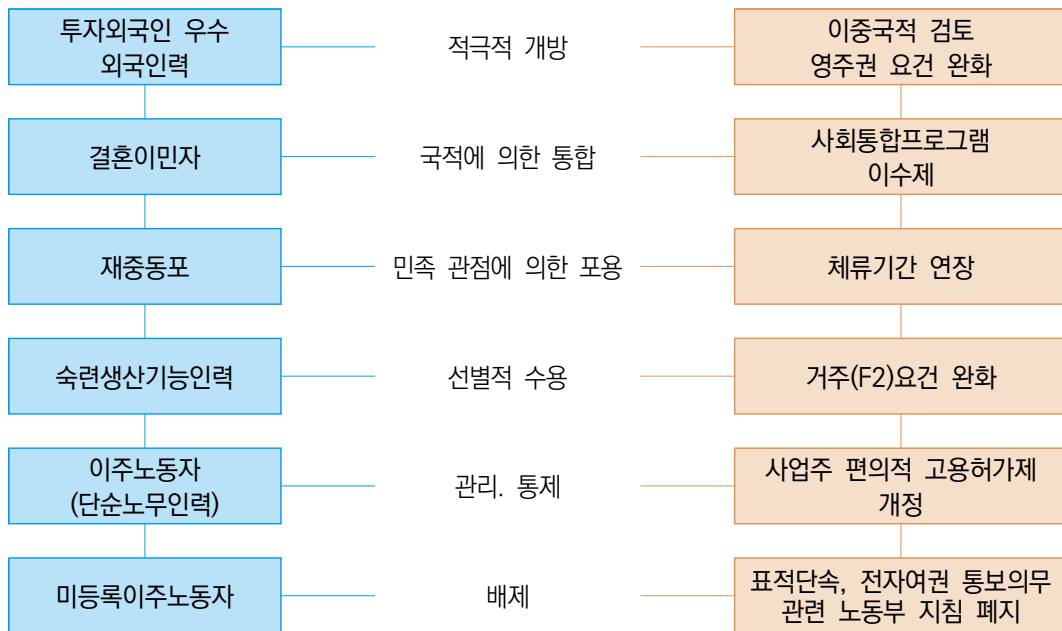 투자외국인 우수
외국인력
적극적 개방
이중국적 검토
영주권 요건 완화
결혼이민자
국적에 의한 통합
사회통합프로그램
이수제
재중동포
민족 관점에 의한 포용
체류기간 연장
숙련생산기능인력
선별적 수용
거주(F2)요건 완화
이주노동자
(단순노무인력)
관리. 통제
사업주 편의적 고용허가제
개정
미등록이주노동자
배제
표적단속, 전자여권 통보의무
관련 노동부 지침 폐지